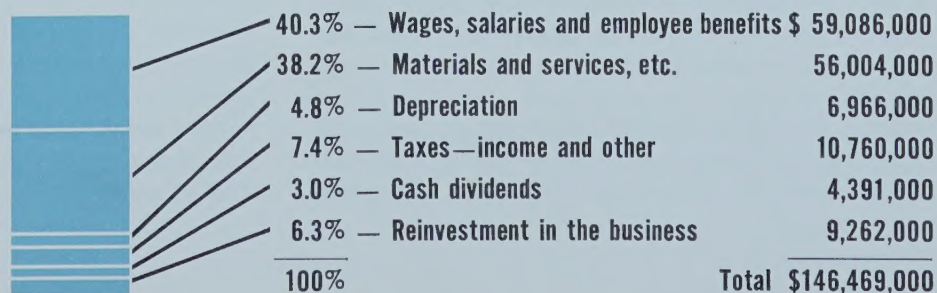 40.3% — Wages, salaries and employee benefits $ 59,086,000
38.2% — Materials and services, etc. 56,004,000
4.8% — Depreciation 6,966,000
7.4% — Taxes—income and other 10,760,000
3.0% — Cash dividends 4,391,000
6.3% — Reinvestment in the business 9,262,000
100% Total $146,469,000